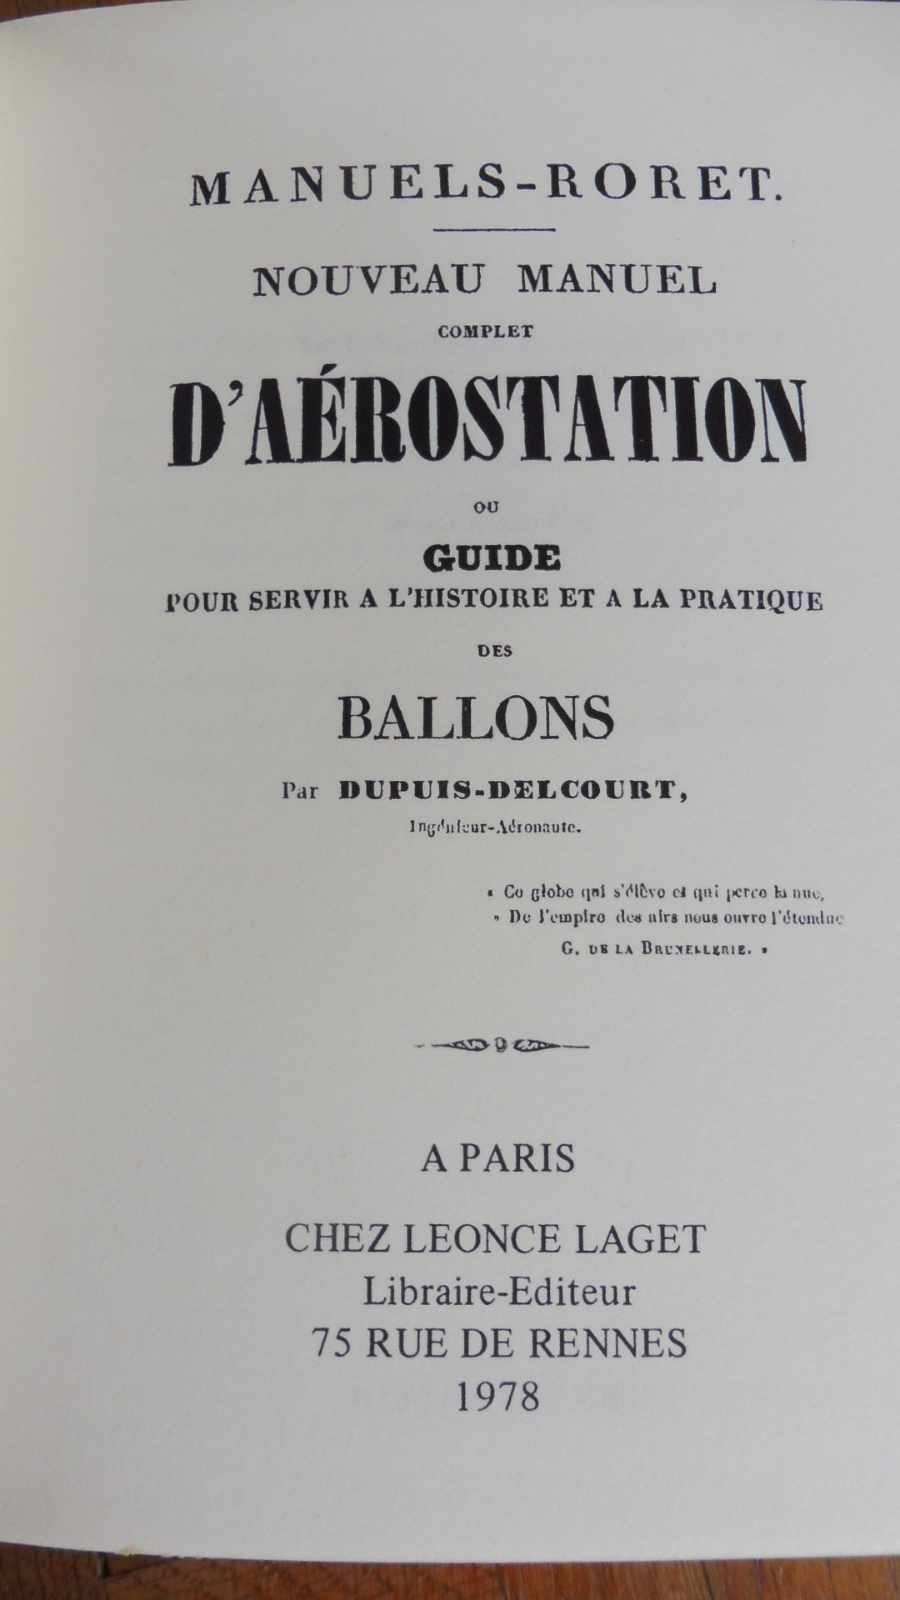 MANUELS-RORET.
NOUVEAU MANUEL
COMPLET
D'AÉROSTATION
OU
GUIDE
POUR SERVIR A L'HISTOIRE ET A LA PRATIQUE
DES
BALLONS
Par DUPUIS-DELCOURT,
Ingénieur-Aéronaute.
« Ce globe qui s'élève et qui perce la nue,
» De l'empire des airs nous ouvre l'étendue
G. DE LA BRUXELLERIE. »
A PARIS
CHEZ LEONCE LAGET
Libraire-Editeur
75 RUE DE RENNES
1978